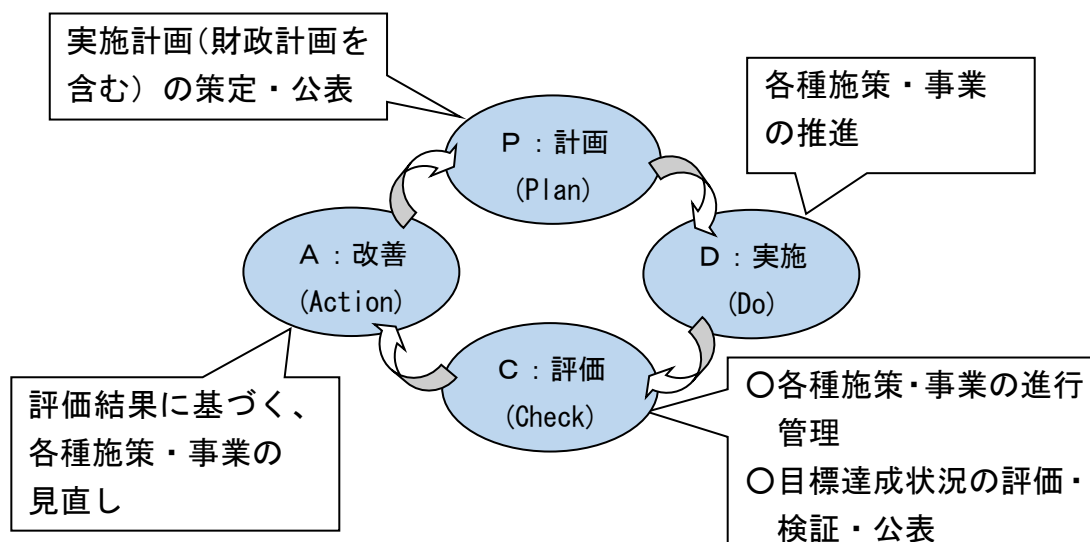 実施計画（財政計画を
含む）の策定・公表
各種施策・事業
の推進
Ｐ：計画
(Plan)
Ａ：改善
(Action)
Ｄ：実施
(Do)
Ｃ：評価
(Check)
評価結果に基づく、
各種施策・事業の
見直し
〇各種施策・事業の進行
管理
〇目標達成状況の評価・
検証・公表